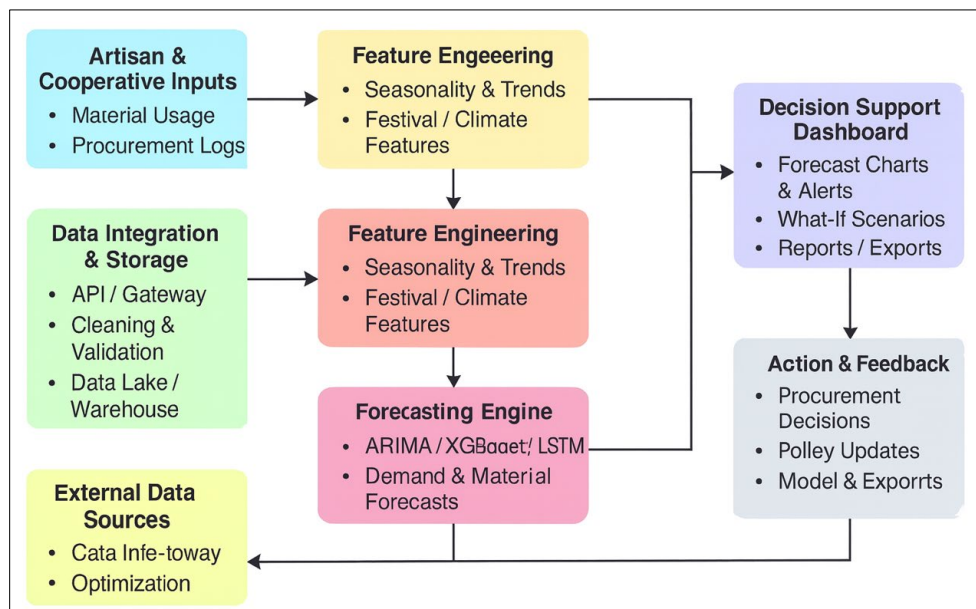 Artisan &
Cooperative Inputs
• Material Usage
• Procurement Logs
Feature Engeering
• Seasonality & Trends
• Festival / Climate
Features
Decision Support
Dashboard
• Forecast Charts
& Alerts
• What-If Scenarios
• Reports / Exports
Data Integration
& Storage
• API / Gateway
• Cleaning &
Validation
• Data Lake /
Warehouse
Feature Engineering
• Seasonality & Trends
• Festival / Climate
Features
Forecasting Engine
• ARIMA / LSTM
• Demand & Material
Forecasts
Action & Feedback
• Procurement
Decisions
• Polley Updates
• Model & Exporrts
External Data
Sources
• Cata Infe-toway
• Optimization